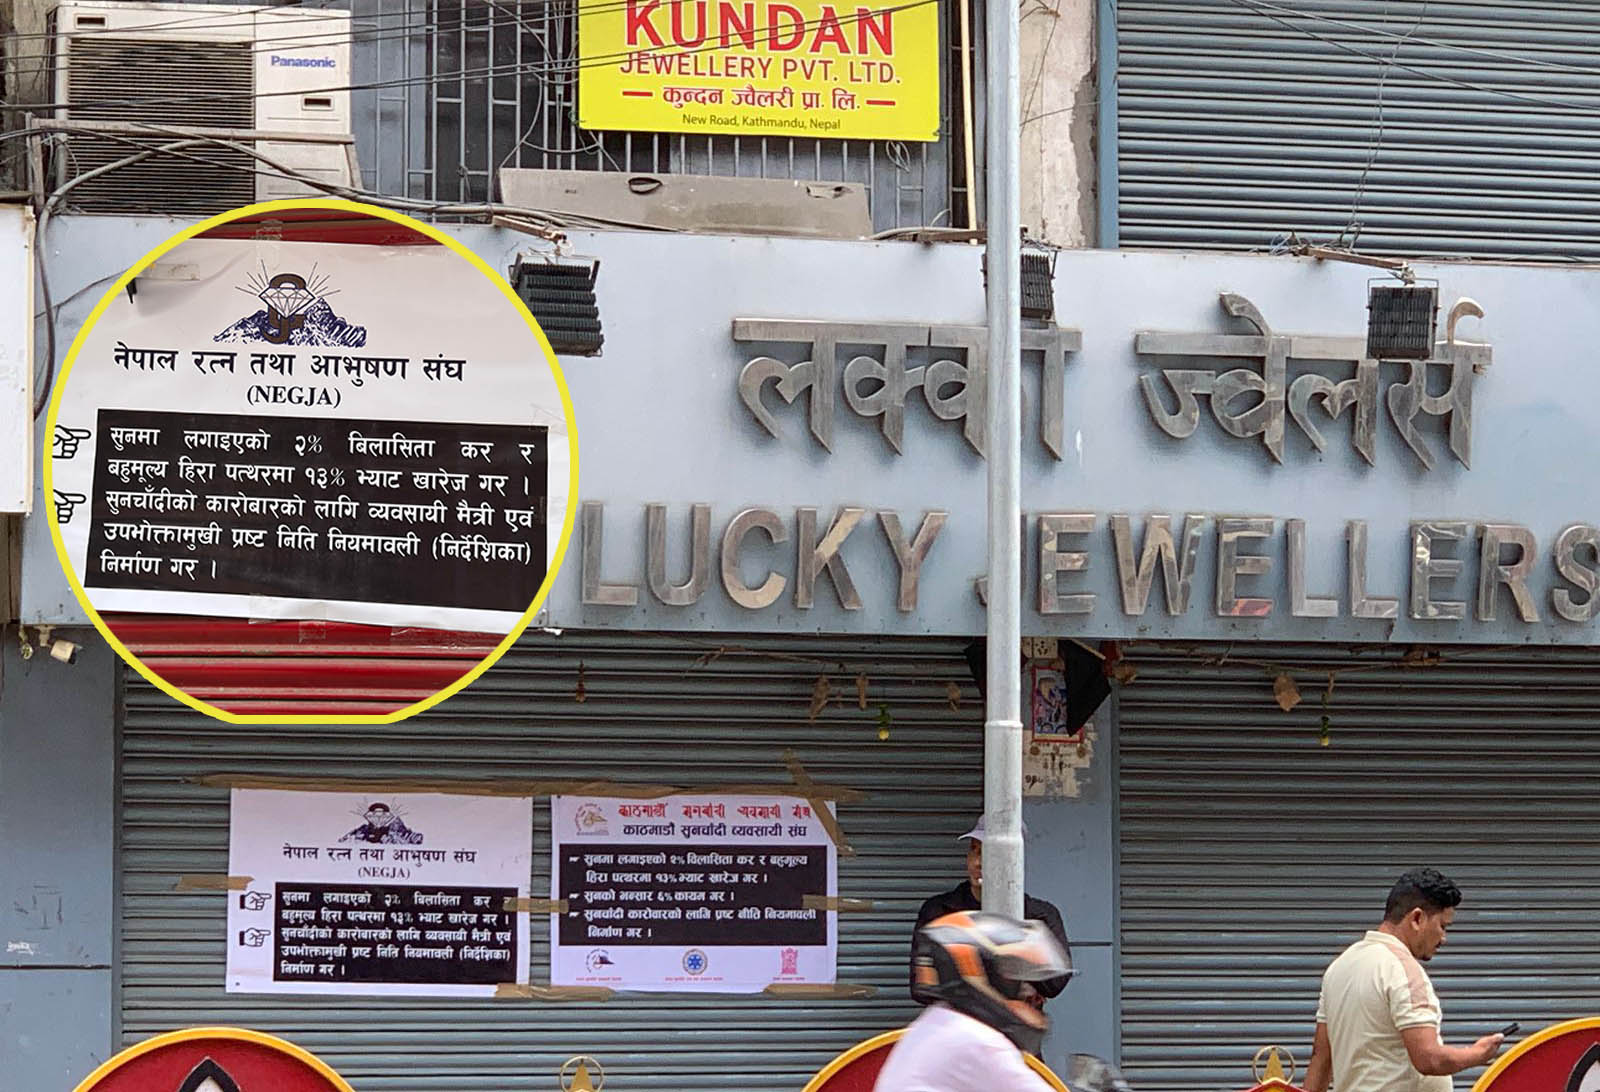 Panasonic
KUNDAN
JEWELLERY PVT. LTD.
कुन्दन ज्वैलरी प्रा. लि.
New Road, Kathmandu, Nepal
नेपाल रत्न तथा आभुषण संघ
(NEGJA)
सुनमा लगाइएको २% बिलासिता कर र
बहुमूल्य हिरा पत्थरमा १३% भ्याट खारेज गर ।
सुनचाँदीको कारोबारको लागि व्यवसायी मैत्री एवं
उपभोक्तामुखी प्रष्ट निति नियमावली (निर्देशिका)
निर्माण गर ।
लक्की ज्वेलर्स
LUCKY JEWELLERS
नेपाल रत्न तथा आभुषण संघ
(NEGJA)
सुनमा लगाइएको २% बिलासिता कर
बहुमूल्य हिरा पत्थरमा १३% भ्याट खारेज गर ।
सुनचाँदीको कारोबारको लागि व्यवसायी मैत्री एवं
उपभोक्तामुखी प्रष्ट निति नियमावली (निर्देशिका)
निर्माण गर ।
काठमाडौं सुनचाँदी व्यवसायी संघ
सुनमा लगाइएको २% विलासिता कर र बहुमूल्य
हिरा पत्थरमा १३% भ्याट खारेज गर ।
सुनको भन्सार ६% कायम गर ।
सुनचाँदी कारोवारको लागि प्रष्ट नीति नियमावली
निर्माण गर ।